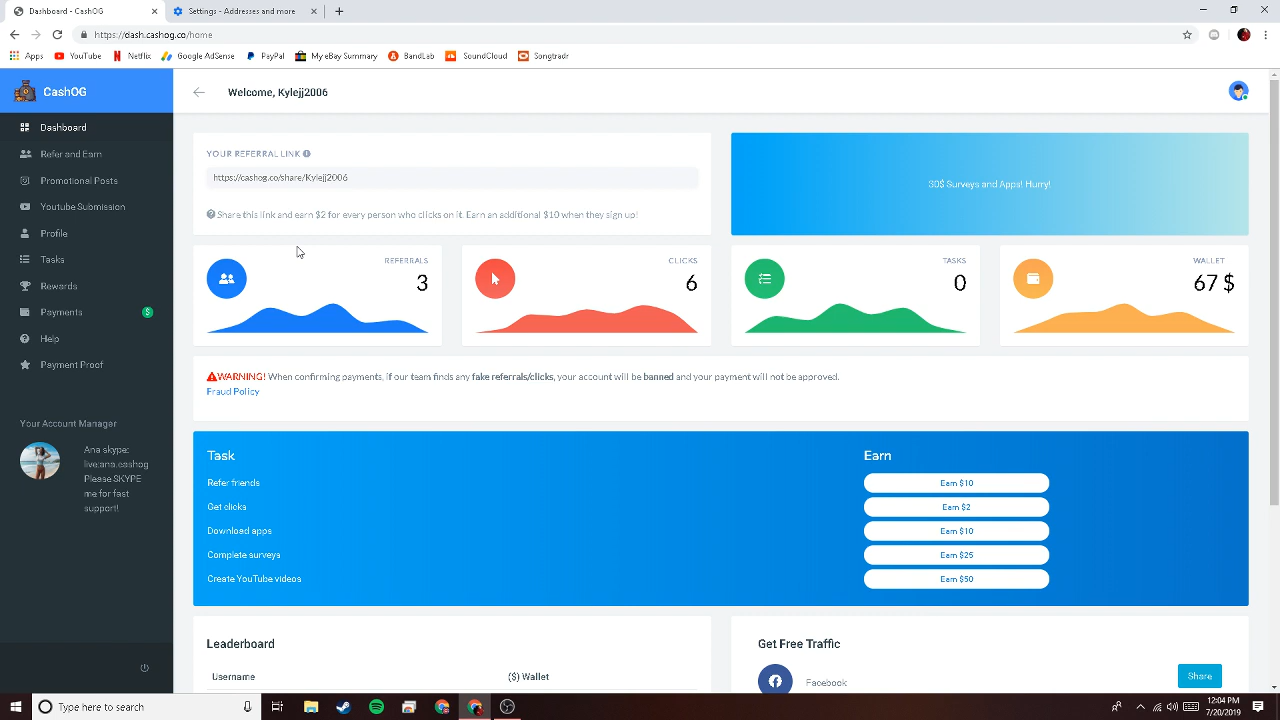 Dashboard - CashOG
Settings - Addresses and more
https://dash.cashog.co/home
Apps
YouTube
Netflix
Google AdSense
PayPal
My eBay Summary
BandLab
SoundCloud
Songtradr
CashOG
Welcome, Kylejj2006
Dashboard
Refer and Earn
Promotional Posts
Youtube Submission
Profile
Tasks
Rewards
Payments
$
Help
Payment Proof
Your Account Manager
Ana skype:
live:ana.cashog
Please SKYPE
me for fast
support!
YOUR REFERRAL LINK
https://cashog.co/share/Kylejj2006
Share this link and earn $2 for every person who clicks on it. Earn an additional $10 when they sign up!
30$ Surveys and Apps! Hurry!
REFERRALS
3
CLICKS
6
TASKS
0
WALLET
67 $
WARNING! When confirming payments, if our team finds any fake referrals/clicks, your account will be banned and your payment will not be approved.
Fraud Policy
Task Earn
Refer friends Earn $10
Get clicks Earn $2
Download apps Earn $10
Complete surveys Earn $25
Create YouTube videos Earn $50
Leaderboard
Username ($) Wallet
Get Free Traffic
Facebook Share
Type here to search
12:04 PM
7/20/2019